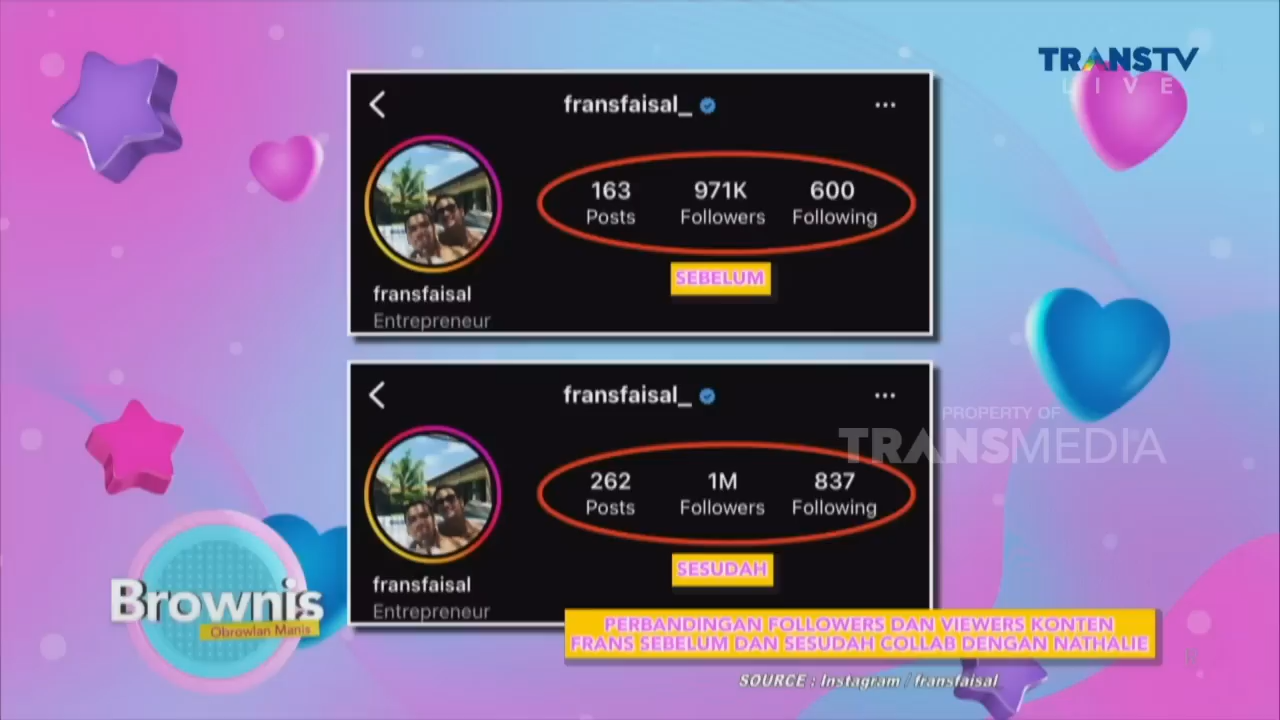 TRANSTV
LIVE
fransfaisal_
163 971K 600
Posts Followers Following
SEBELUM
fransfaisal
Entrepreneur
fransfaisal_
PROPERTY OF
TRANSMEDIA
262 1M 837
Posts Followers Following
SESUDAH
fransfaisal
Entrepreneur
Brownis
Obrowlan Manis
PERBANDINGAN FOLLOWERS DAN VIEWERS KONTEN
FRANS SEBELUM DAN SESUDAH COLLAB DENGAN NATHALIE
SOURCE : Instagram / fransfaisal_